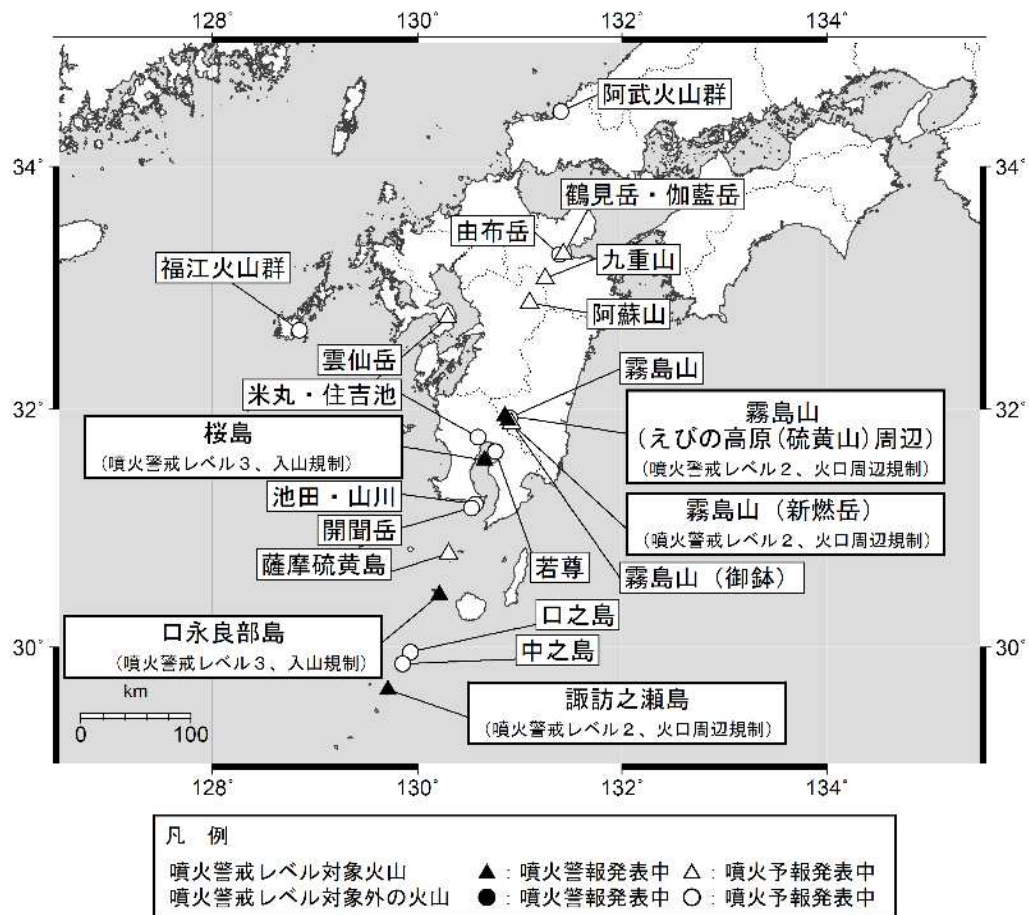 128° 130° 132° 134°
阿武火山群
34° 34°
鶴見岳・伽藍岳
由布岳
九重山
福江火山群
阿蘇山
雲仙岳
霧島山
米丸・住吉池
32° 32°
桜島
(噴火警戒レベル3、入山規制)
霧島山
(えびの高原(硫黄山)周辺)
(噴火警戒レベル2、火口周辺規制)
池田・山川
開聞岳
霧島山(新燃岳)
(噴火警戒レベル2、火口周辺規制)
薩摩硫黄島
若尊
霧島山(御鉢)
口之島
口永良部島
(噴火警戒レベル3、入山規制)
30° 30°
中之島
km
0 100
諏訪之瀬島
(噴火警戒レベル2、火口周辺規制)
128° 130° 132° 134°
凡 例
噴火警戒レベル対象火山 ▲:噴火警報発表中 △:噴火予報発表中
噴火警戒レベル対象外の火山 ●:噴火警報発表中 ○:噴火予報発表中